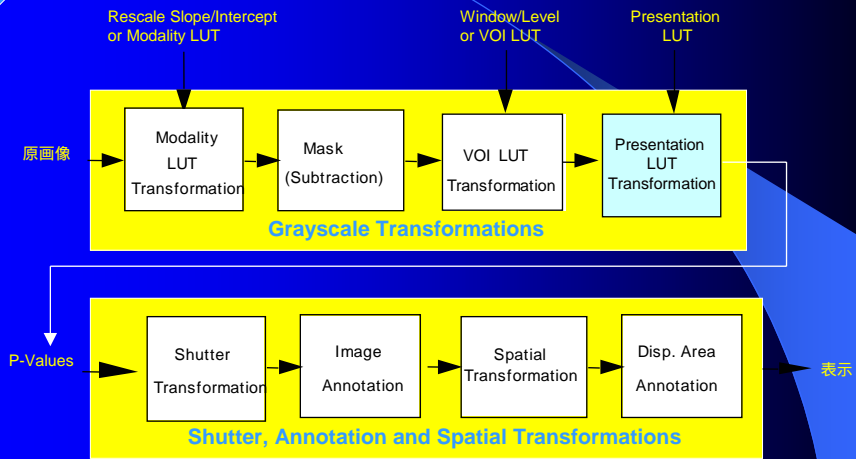 Rescale Slope/Intercept
or Modality LUT
Window/Level
or VOI LUT
Presentation
LUT
原画像
Modality
LUT
Transformation
Mask
(Subtraction)
VOI LUT
Transformation
Presentation
LUT
Transformation
Grayscale Transformations
P-Values
Shutter
Transformation
Image
Annotation
Spatial
Transformation
Disp. Area
Annotation
表示
Shutter, Annotation and Spatial Transformations